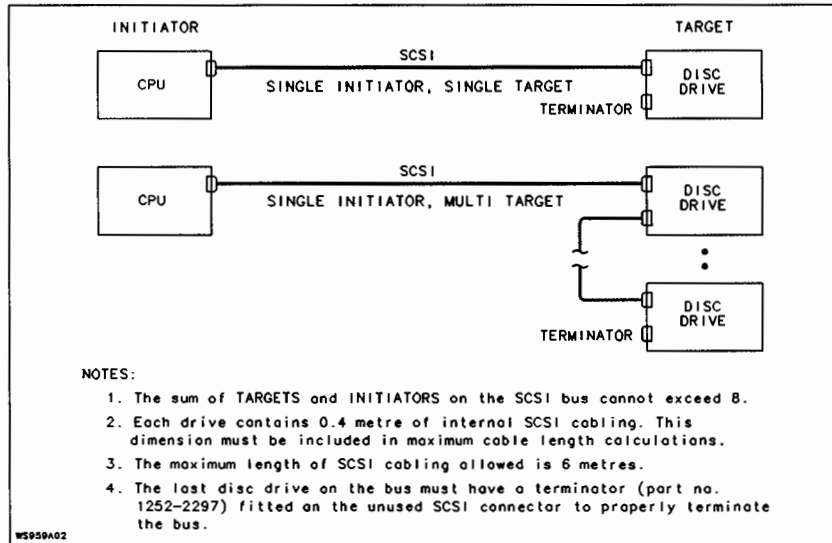 INITIATOR
TARGET
SCSI
CPU
SINGLE INITIATOR, SINGLE TARGET
DISC
DRIVE
TERMINATOR
SCSI
CPU
SINGLE INITIATOR, MULTI TARGET
DISC
DRIVE
DISC
DRIVE
TERMINATOR
NOTES:
1. The sum of TARGETS and INITIATORS on the SCSI bus cannot exceed 8.
2. Each drive contains 0.4 metre of internal SCSI cabling. This
dimension must be included in maximum cable length calculations.
3. The maximum length of SCSI cabling allowed is 6 metres.
4. The last disc drive on the bus must have a terminator (part no.
1252-2297) fitted on the unused SCSI connector to properly terminate
the bus.
WS959A02